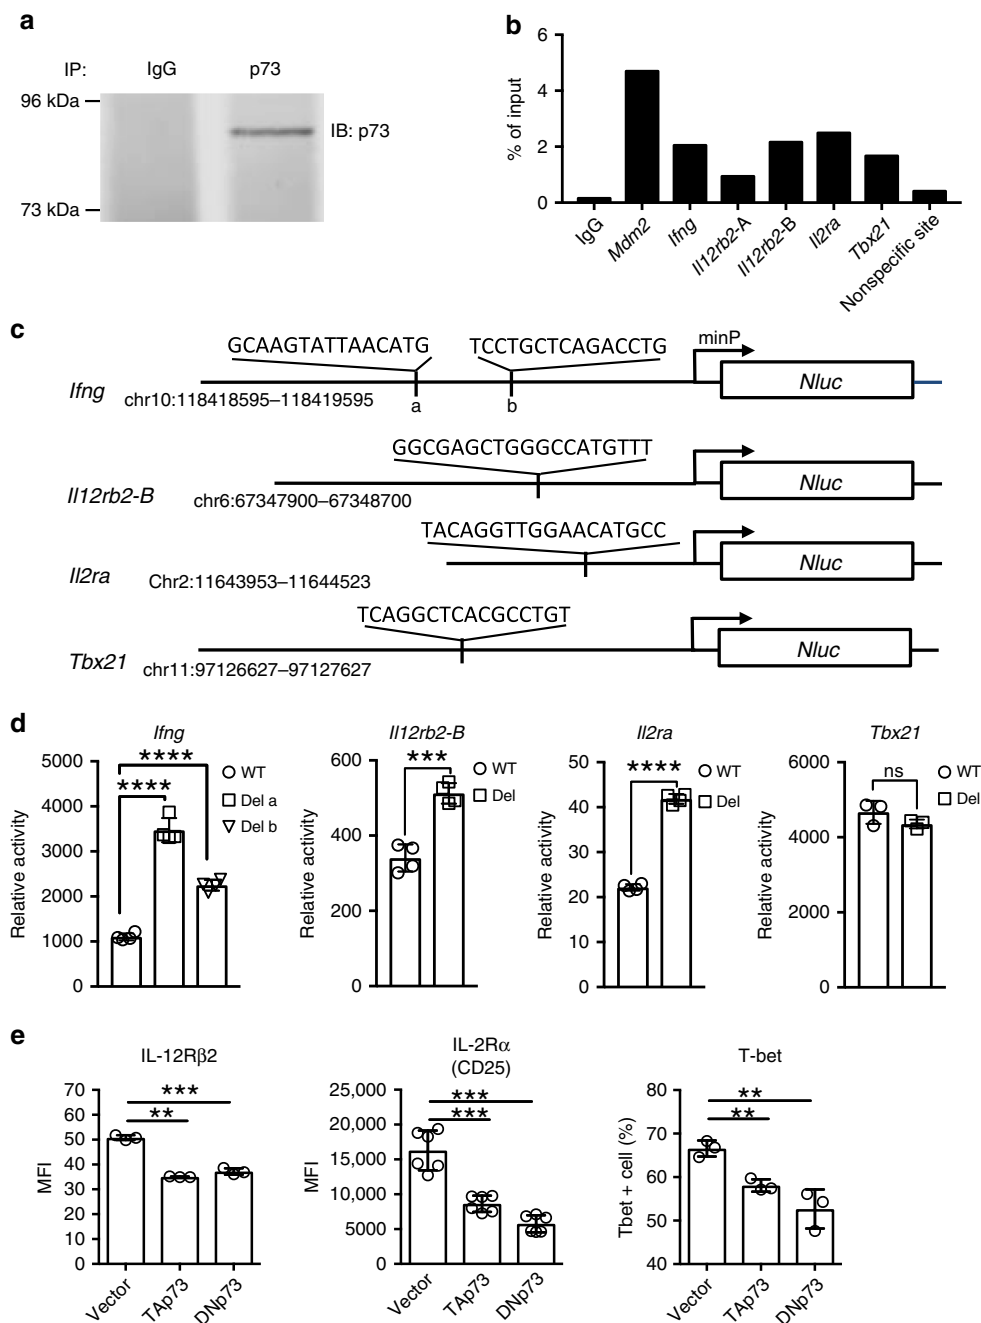 a
IP:
IgG
p73
96 kDa
IB: p73
73 kDa
b
% of input
6
4
2
0
IgG
Mdm2
Ifng
Il12rb2-A
Il12rb2-B
Il2ra
Tbx21
Nonspecific site
c
GCAAGTATTAACATG
TCCTGCTCAGACCTG
minP
Ifng
chr10:118418595–118419595
a
b
Nluc
GGCGAGCTGGGCCATGTTT
Il12rb2-B
chr6:67347900–67348700
Nluc
TACAGGTTGGAACATGCC
Il2ra
Chr2:11643953–11644523
Nluc
TCAGGCTCACGCCTGT
Tbx21
chr11:97126627–97127627
Nluc
d
Ifng
Relative activity
5000
4000
3000
2000
1000
0
****
****
WT
Del a
Del b
Il12rb2-B
Relative activity
600
400
200
0
***
WT
Del
Il2ra
Relative activity
50
40
30
20
10
0
****
WT
Del
Tbx21
Relative activity
6000
4000
2000
0
ns
WT
Del
e
IL-12Rβ2
MFI
70
60
50
40
30
20
10
0
***
**
Vector
TAp73
DNp73
IL-2Rα
(CD25)
MFI
25,000
20,000
15,000
10,000
5000
0
***
***
Vector
TAp73
DNp73
T-bet
Tbet + cell (%)
80
70
60
50
40
**
**
Vector
TAp73
DNp73